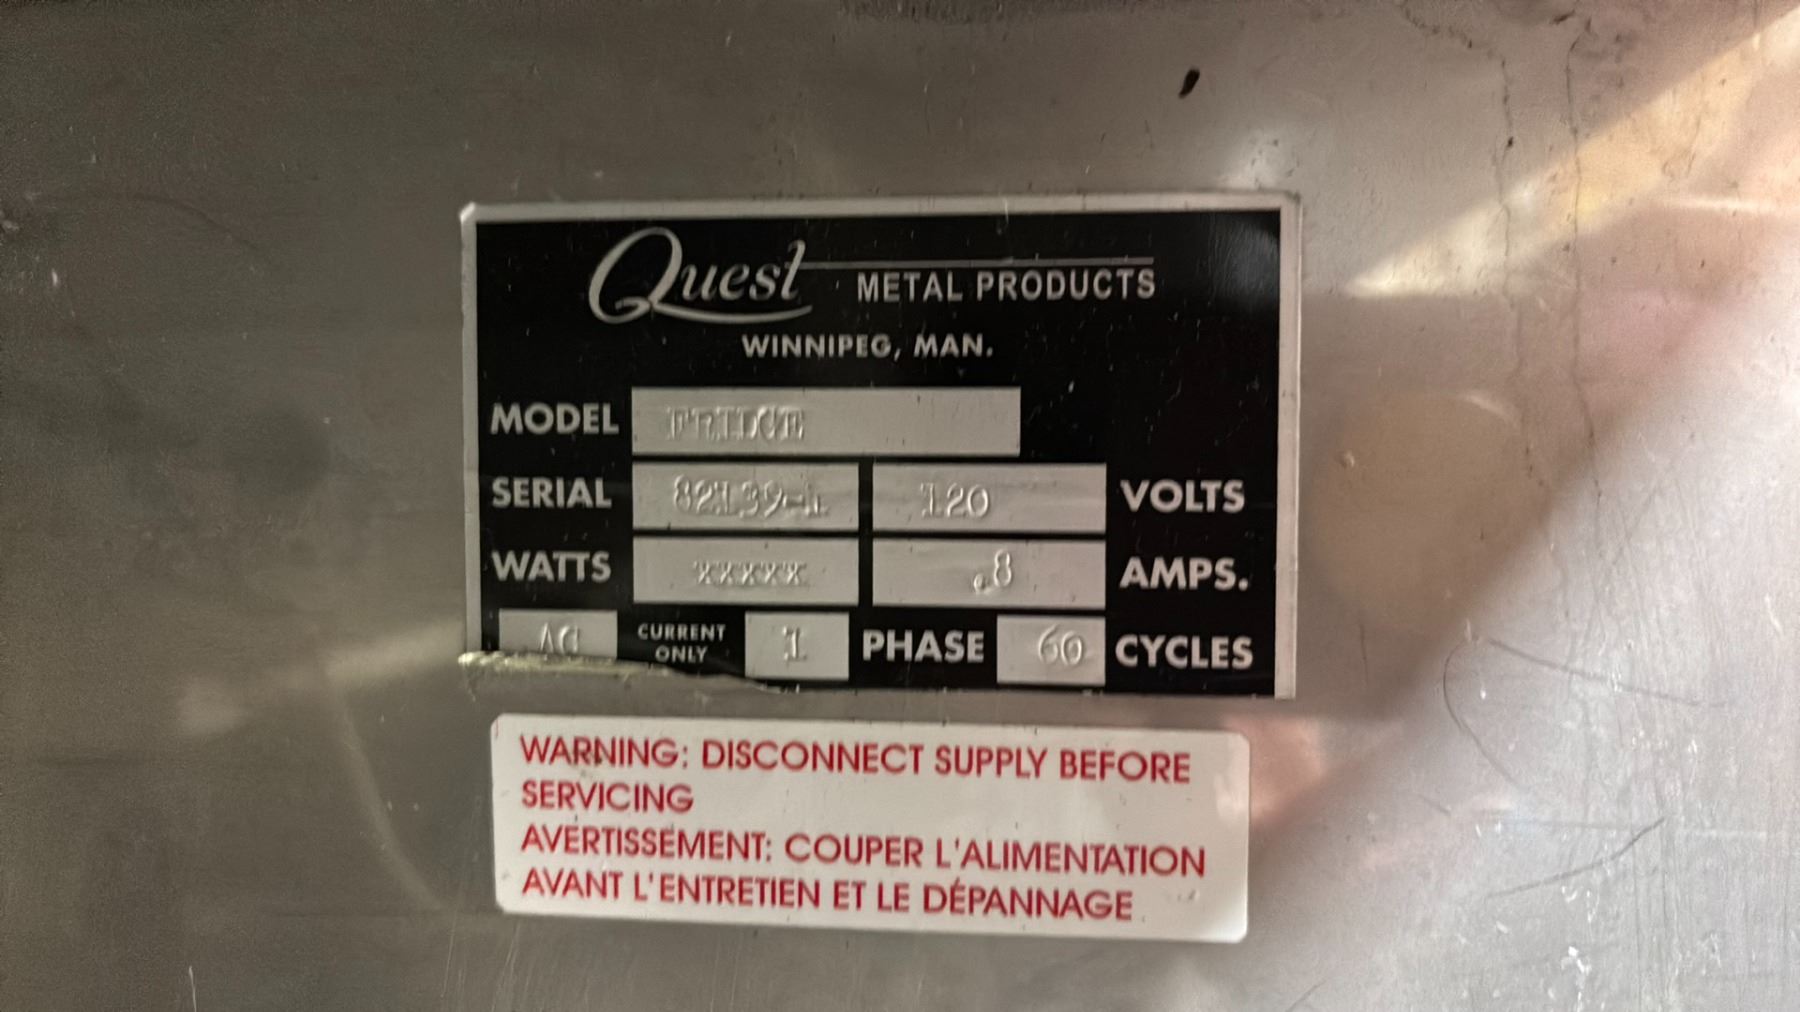 Quest METAL PRODUCTS
WINNIPEG, MAN.
MODEL FRIDGE
SERIAL 82139-1 120 VOLTS
WATTS XXXXX .8 AMPS.
AC CURRENT ONLY 1 PHASE 60 CYCLES
WARNING: DISCONNECT SUPPLY BEFORE
SERVICING
AVERTISSEMENT: COUPER L'ALIMENTATION
AVANT L'ENTRETIEN ET LE DÉPANNAGE